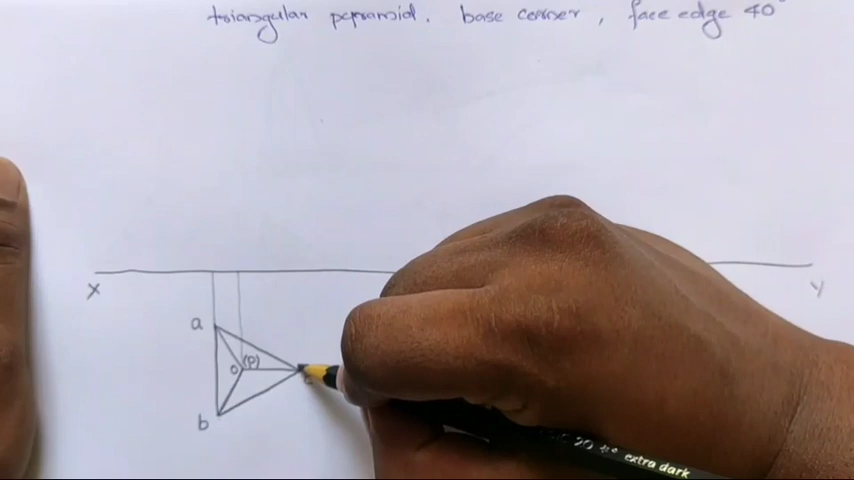 triangular pyramid. base corner, face edge 40°
X
Y
a
o (p)
b
extra dark